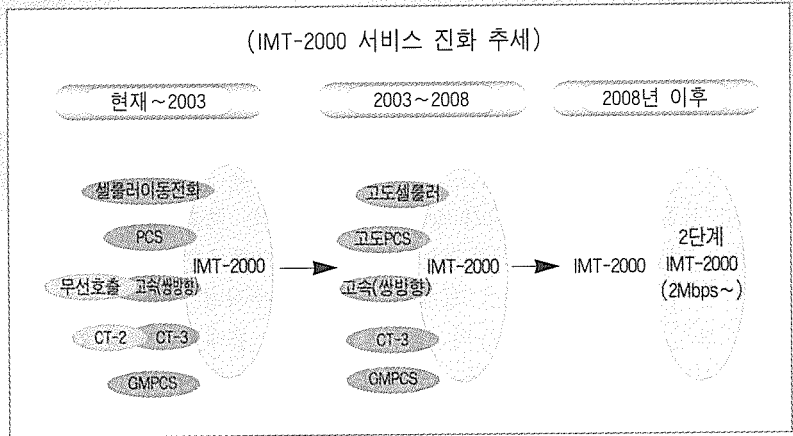 (IMT-2000 서비스 진화 추세)
현재~2003
2003~2008
2008년 이후
셀룰러이동전화
PCS
무선호출
고속(쌍방향)
CT-2
CT-3
GMPCS
IMT-2000
고도셀룰러
고도PCS
고속(쌍방향)
CT-3
GMPCS
IMT-2000
IMT-2000
2단계
IMT-2000
(2Mbps~)